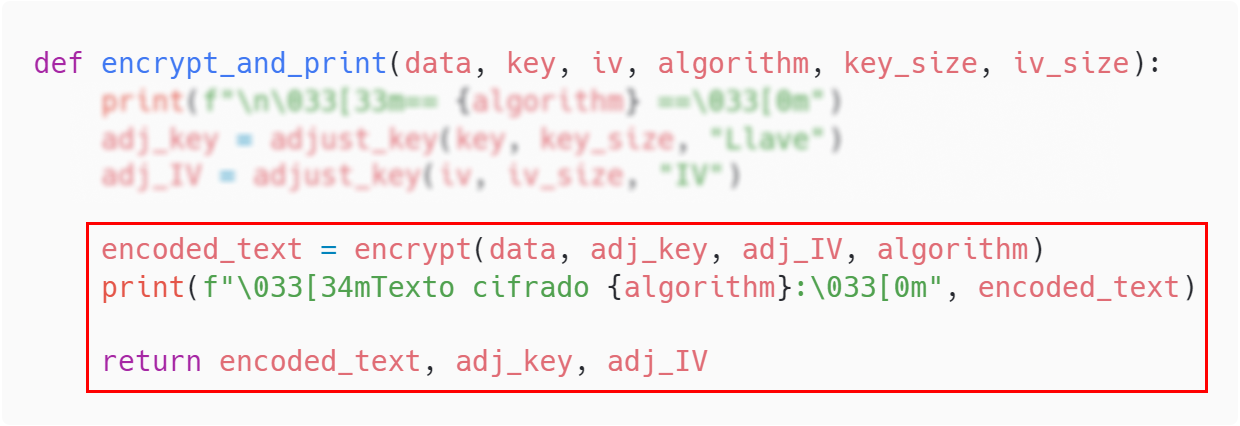 def encrypt_and_print(data, key, iv, algorithm, key_size, iv_size):
print(f"\n\033[33m== {algorithm} ==\033[0m")
adj_key = adjust_key(key, key_size, "Llave")
adj_IV = adjust_key(iv, iv_size, "IV")
encoded_text = encrypt(data, adj_key, adj_IV, algorithm)
print(f"\033[34mTexto cifrado {algorithm}:\033[0m", encoded_text)
return encoded_text, adj_key, adj_IV